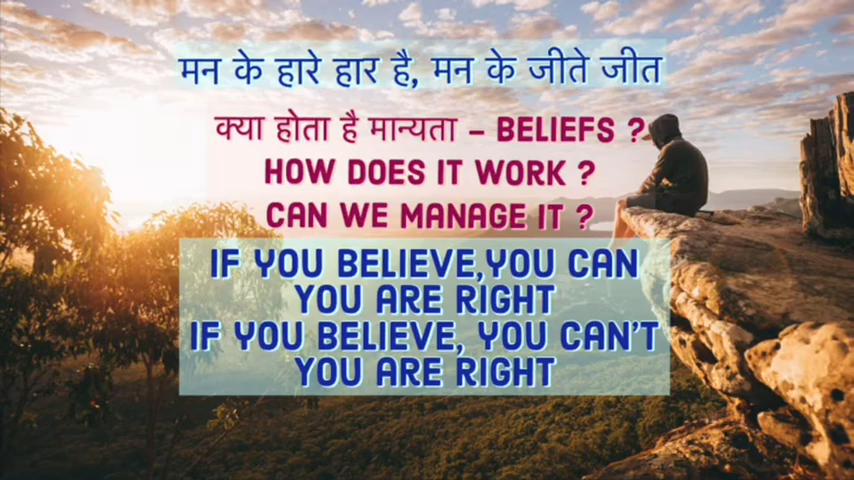 मन के हारे हार है, मन के जीते जीत
क्या होता है मान्यता – BELIEFS ?
HOW DOES IT WORK ?
CAN WE MANAGE IT ?
IF YOU BELIEVE,YOU CAN
YOU ARE RIGHT
IF YOU BELIEVE, YOU CAN'T
YOU ARE RIGHT